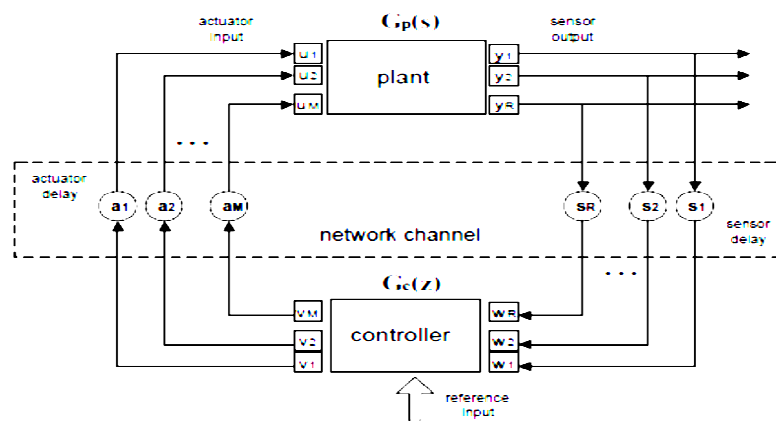 actuator
input
Gp(s)
sensor
output
u1
u2
uM
plant
y1
y2
yR
...
actuator
delay
a1
a2
aM
sR
s2
s1
network channel
sensor
delay
...
Gc(z)
vM
v2
v1
controller
wR
w2
w1
reference
input